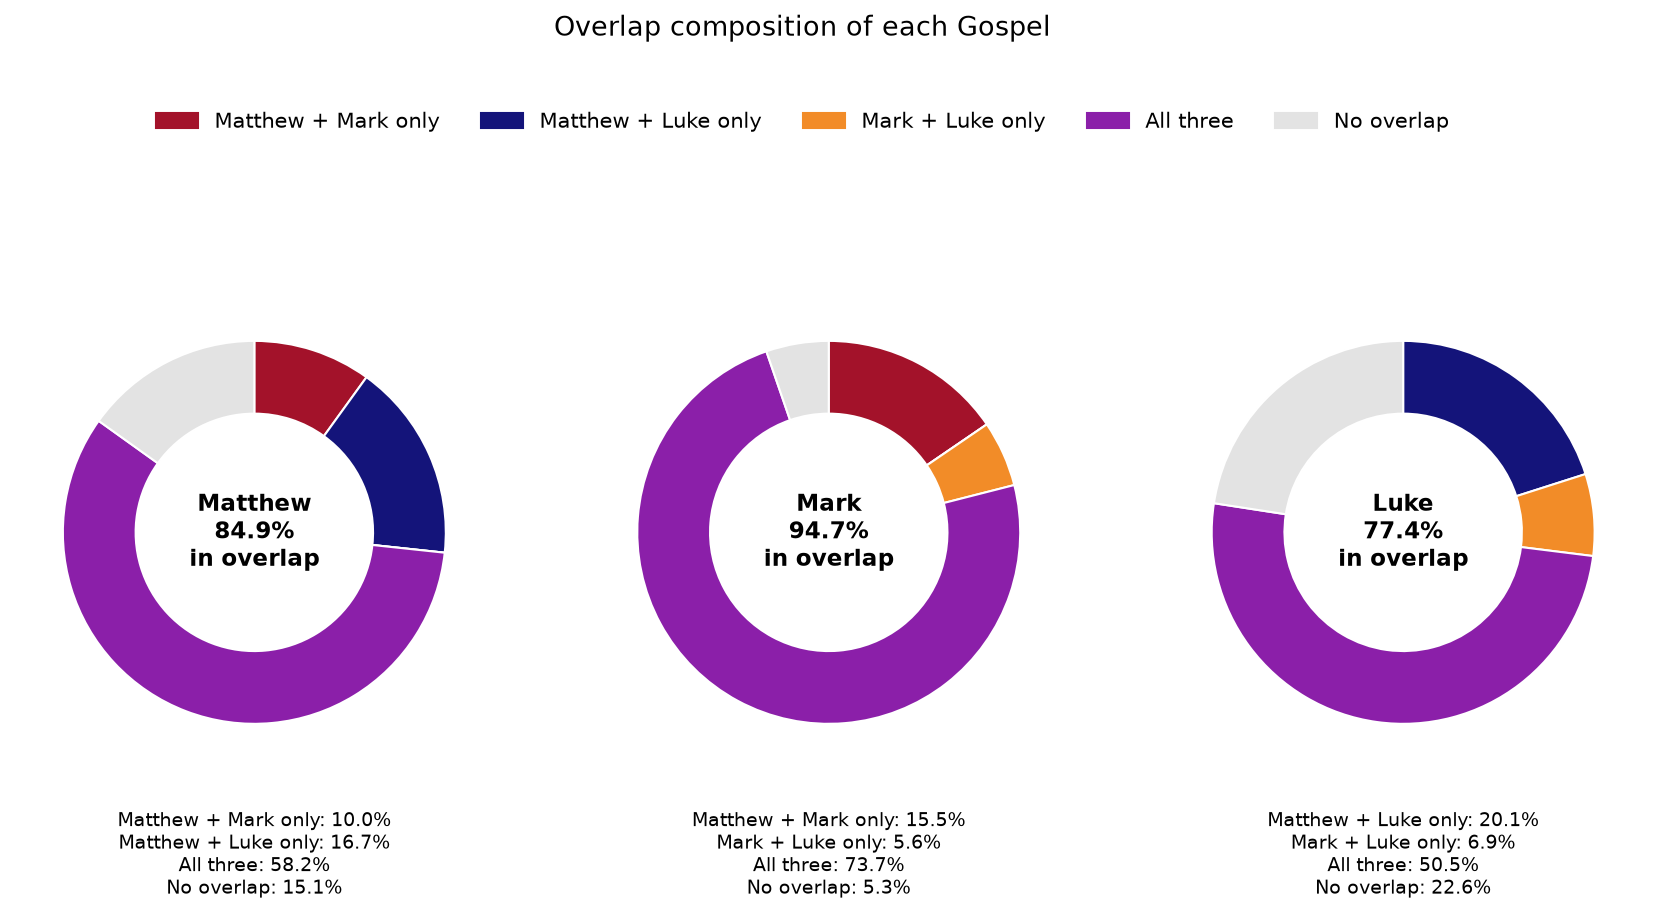 Overlap composition of each Gospel
Matthew + Mark only
Matthew + Luke only
Mark + Luke only
All three
No overlap
Matthew
84.9%
in overlap
Mark
94.7%
in overlap
Luke
77.4%
in overlap
Matthew + Mark only: 10.0%
Matthew + Luke only: 16.7%
All three: 58.2%
No overlap: 15.1%
Matthew + Mark only: 15.5%
Mark + Luke only: 5.6%
All three: 73.7%
No overlap: 5.3%
Matthew + Luke only: 20.1%
Mark + Luke only: 6.9%
All three: 50.5%
No overlap: 22.6%